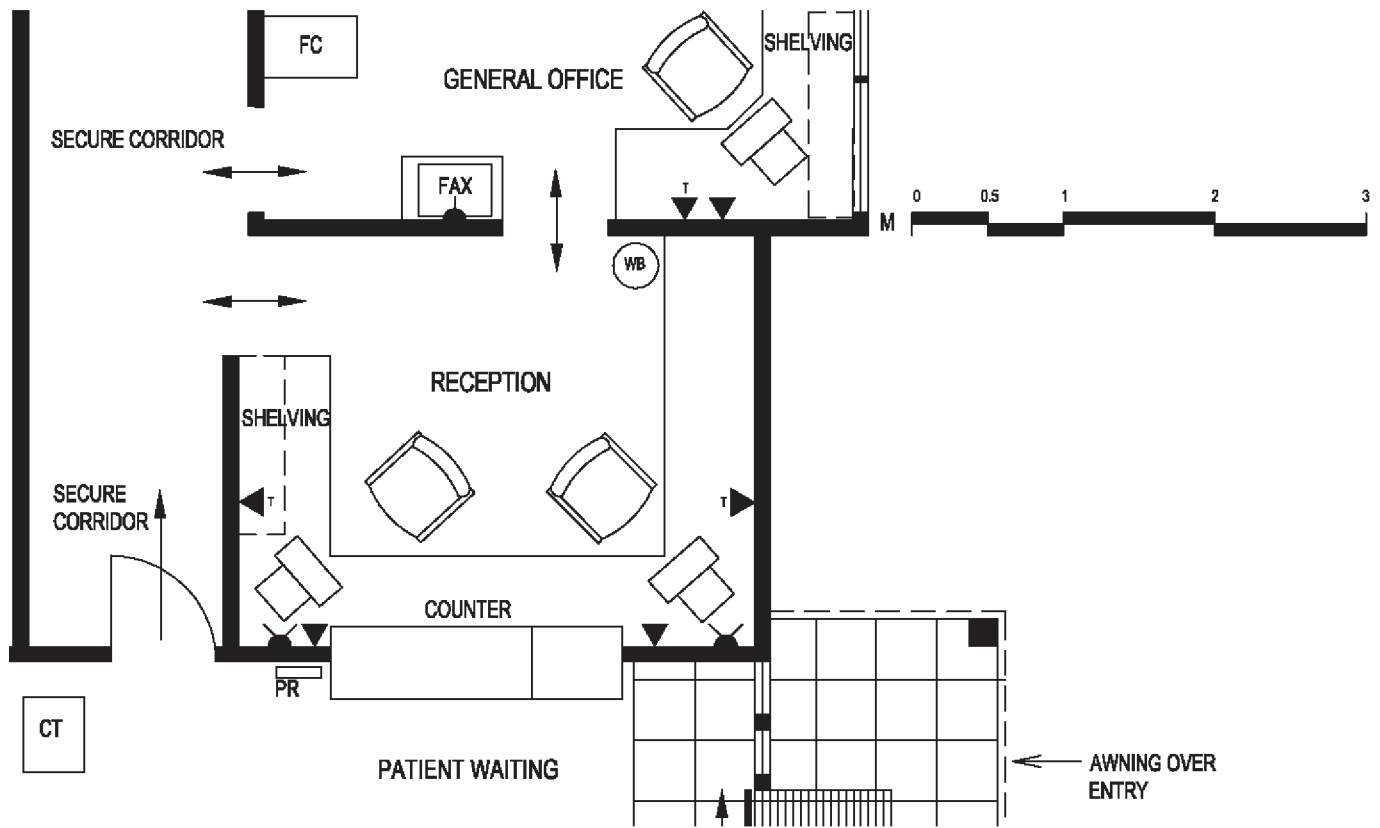 FC
SHELVING
GENERAL OFFICE
SECURE CORRIDOR
FAX
T
M
0 0.5 1 2 3
WB
RECEPTION
SHELVING
SECURE
CORRIDOR
T
T
COUNTER
PR
CT
PATIENT WAITING
AWNING OVER
ENTRY